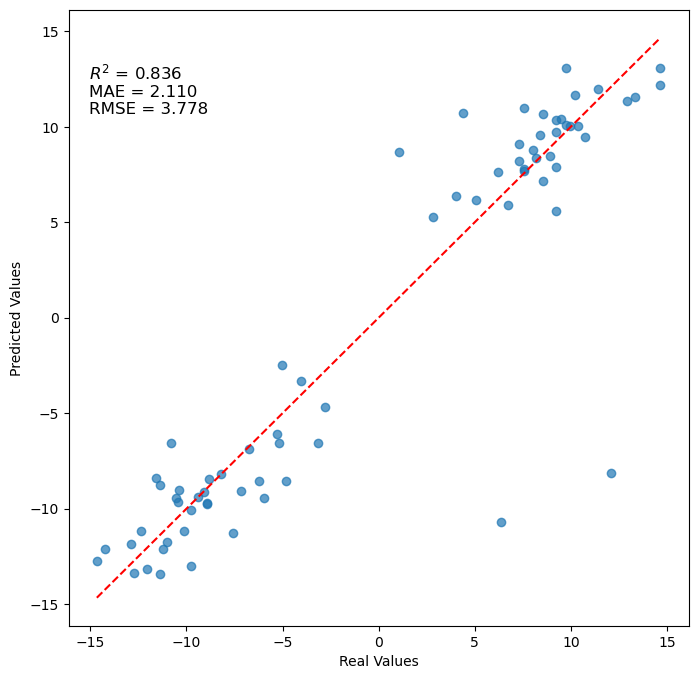 15
R² = 0.836
MAE = 2.110
RMSE = 3.778
10
5
0
−5
−10
−15
Predicted Values
−15 −10 −5 0 5 10 15
Real Values